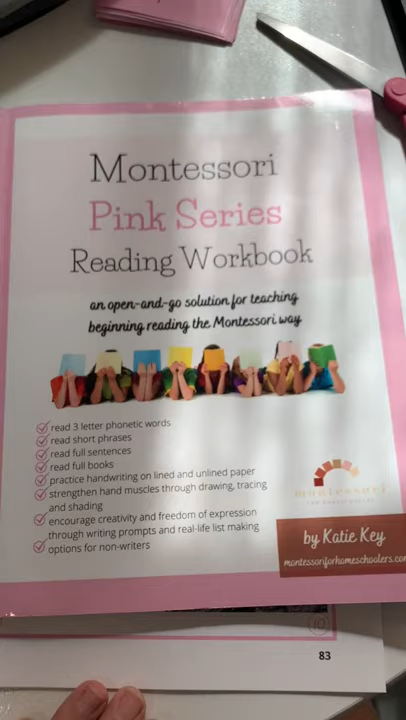 Montessori
Pink Series
Reading Workbook
an open-and-go solution for teaching
beginning reading the Montessori way
read 3 letter phonetic words
read short phrases
read full sentences
read full books
practice handwriting on lined and unlined paper
strengthen hand muscles through drawing, tracing
and shading
encourage creativity and freedom of expression
through writing prompts and real-life list making
options for non-writers
montessori
FOR HOMESCHOOLERS
by Katie Key
montessoriforhomeschoolers.com
83